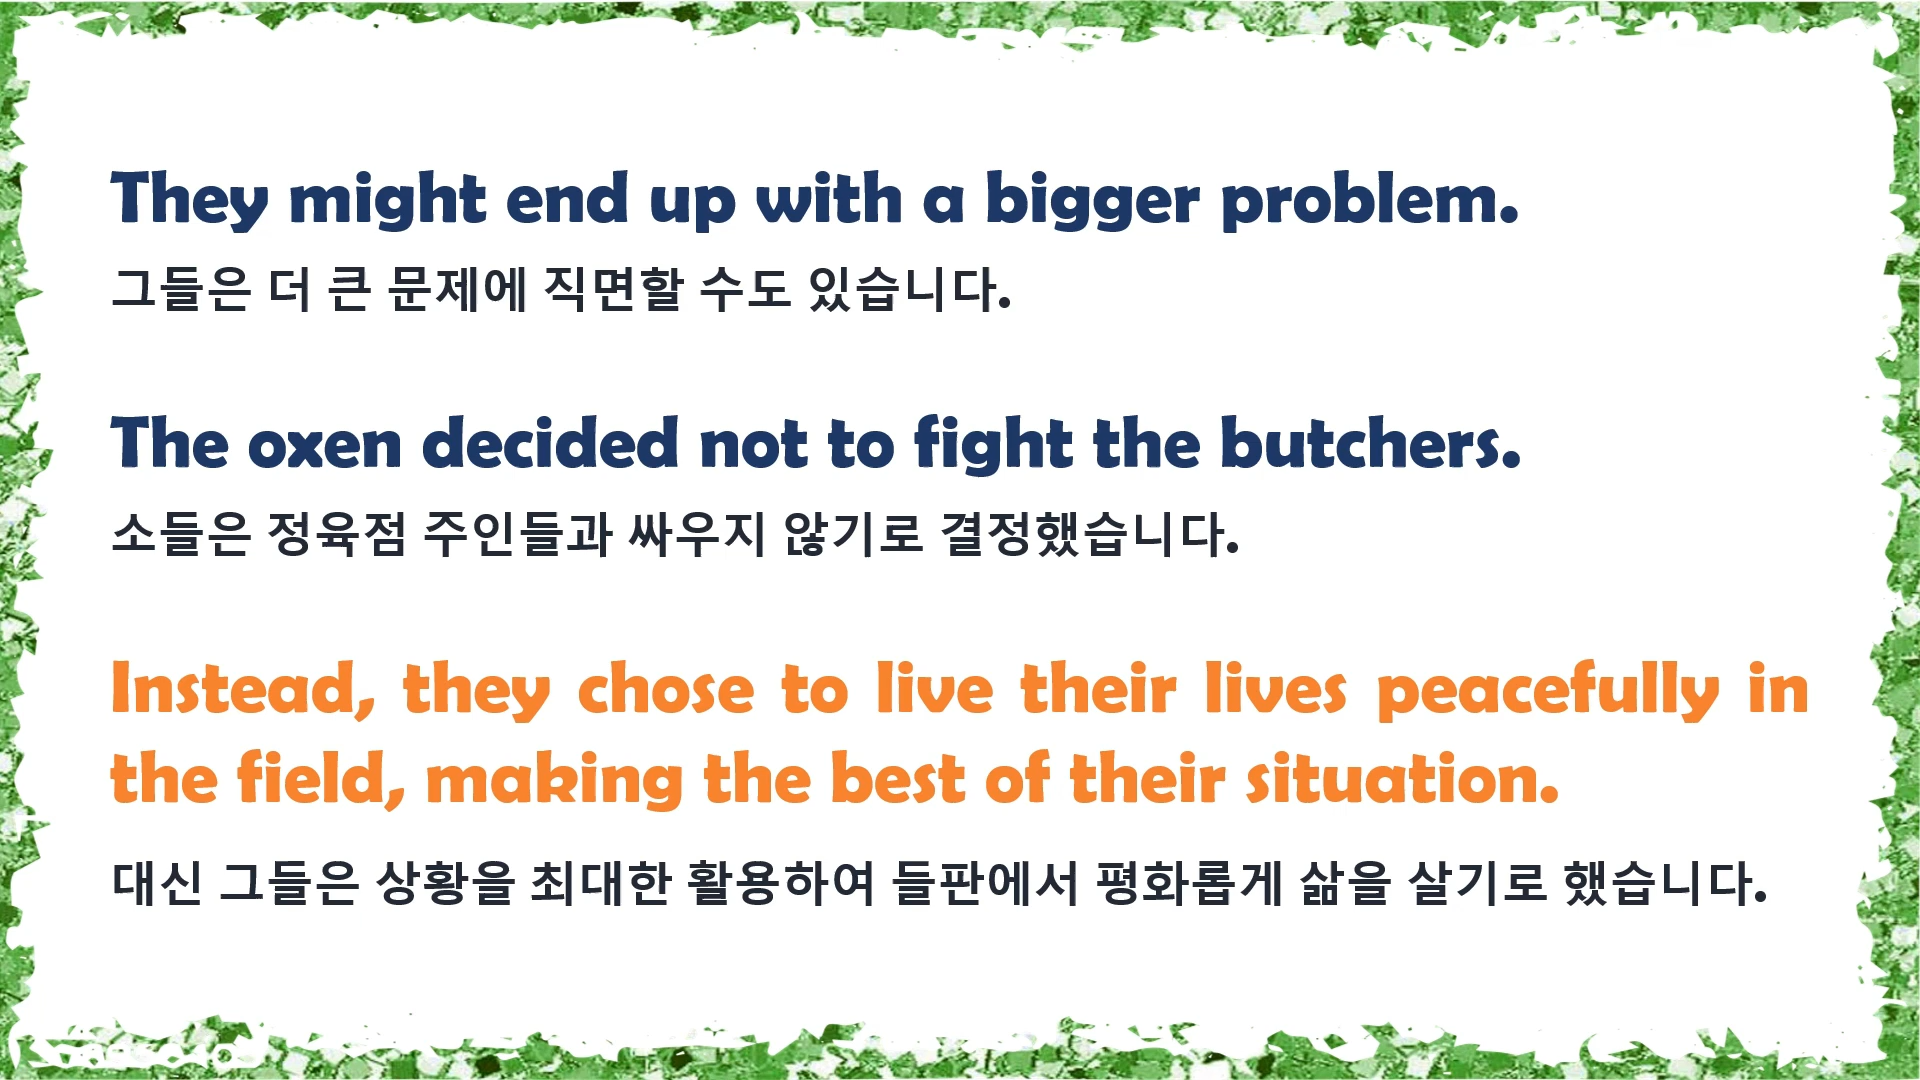 They might end up with a bigger problem.
그들은 더 큰 문제에 직면할 수도 있습니다.
The oxen decided not to fight the butchers.
소들은 정육점 주인들과 싸우지 않기로 결정했습니다.
Instead, they chose to live their lives peacefully in
the field, making the best of their situation.
대신 그들은 상황을 최대한 활용하여 들판에서 평화롭게 삶을 살기로 했습니다.